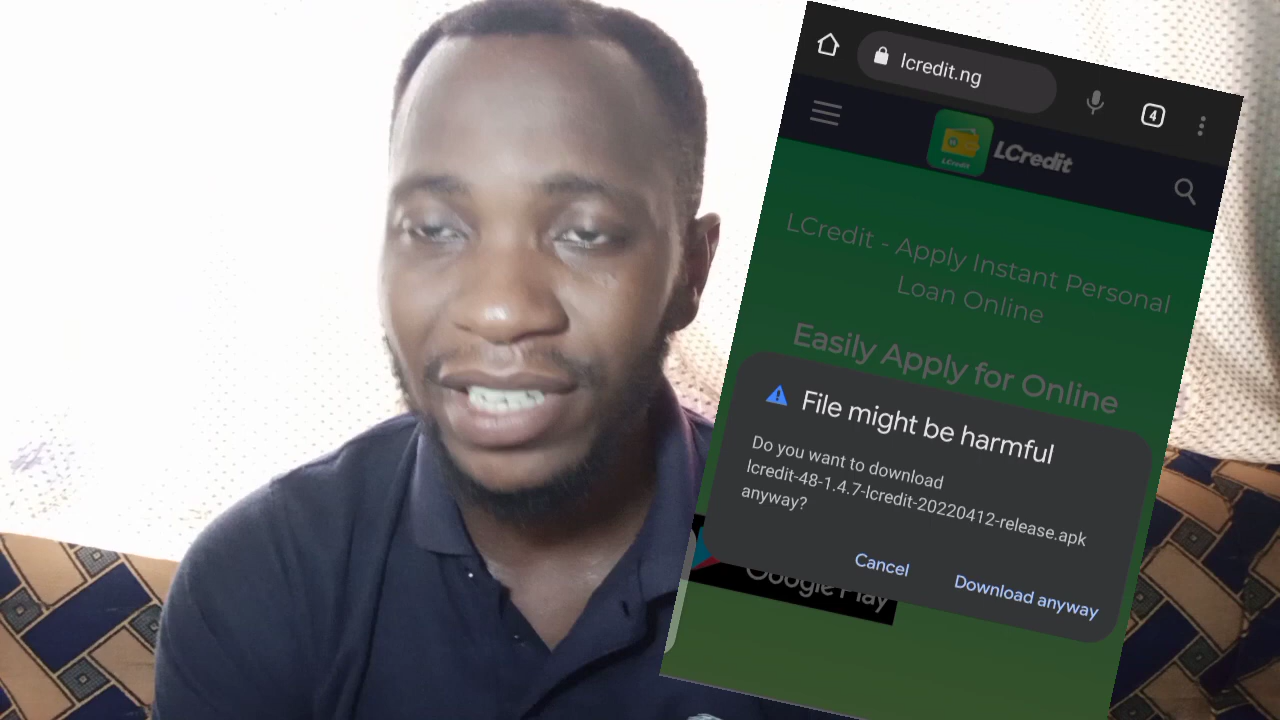 lcredit.ng
4
LCredit
LCredit
LCredit - Apply Instant Personal
Loan Online
Easily Apply for Online
File might be harmful
Do you want to download
lcredit-48-1.4.7-lcredit-20220412-release.apk
anyway?
Cancel
Download anyway
Google Play